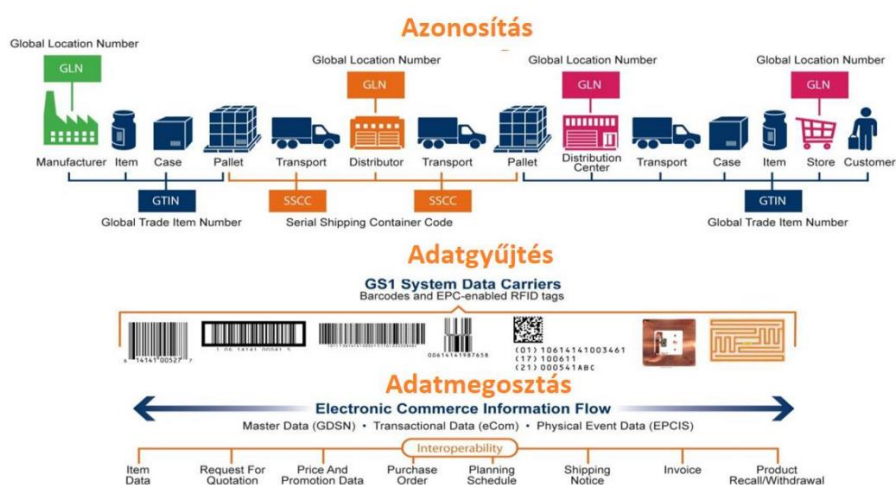 Azonosítás
Global Location Number
GLN
Global Location Number
GLN
Global Location Number
GLN
Global Location Number
GLN
Manufacturer Item Case Pallet Transport Distributor Transport Pallet Distribution Center Transport Case Item Store Customer
GTIN
Global Trade Item Number
SSCC
SSCC
Serial Shipping Container Code
GTIN
Global Trade Item Number
Adatgyűjtés
GS1 System Data Carriers
Barcodes and EPC-enabled RFID tags
6 14141 00527 7
00614141987658
(01) 10614141003461
(17) 100611
(21) 000541ABC
Adatmegosztás
Electronic Commerce Information Flow
Master Data (GDSN) • Transactional Data (eCom) • Physical Event Data (EPCIS)
Interoperability
Item Data
Request For Quotation
Price And Promotion Data
Purchase Order
Planning Schedule
Shipping Notice
Invoice
Product Recall/Withdrawal